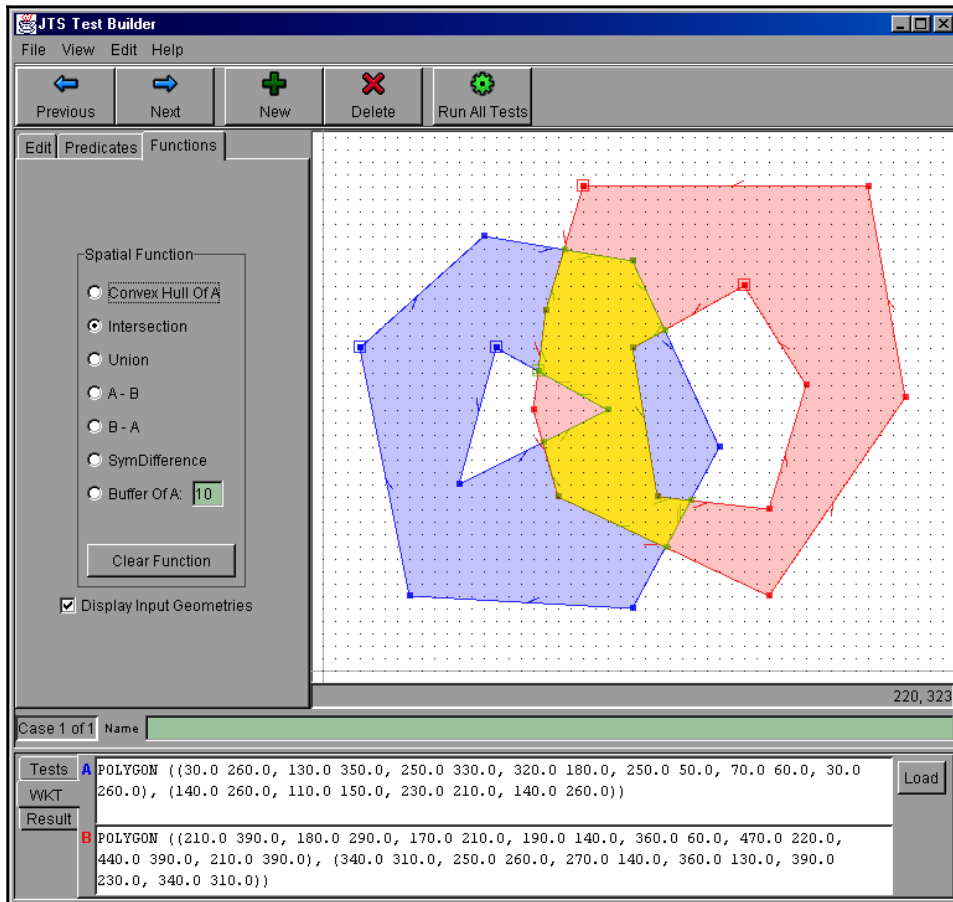 JTS Test Builder
File View Edit Help
Previous Next New Delete Run All Tests
Edit Predicates Functions
Spatial Function
Convex Hull Of A
Intersection
Union
A - B
B - A
SymDifference
Buffer Of A: 10
Clear Function
Display Input Geometries
220, 323
Case 1 of 1 Name
Tests
WKT
Result
A POLYGON ((30.0 260.0, 130.0 350.0, 250.0 330.0, 320.0 180.0, 250.0 50.0, 70.0 60.0, 30.0
260.0), (140.0 260.0, 110.0 150.0, 230.0 210.0, 140.0 260.0))
Load
B POLYGON ((210.0 390.0, 180.0 290.0, 170.0 210.0, 190.0 140.0, 360.0 60.0, 470.0 220.0,
440.0 390.0, 210.0 390.0), (340.0 310.0, 250.0 260.0, 270.0 140.0, 360.0 130.0, 390.0
230.0, 340.0 310.0))